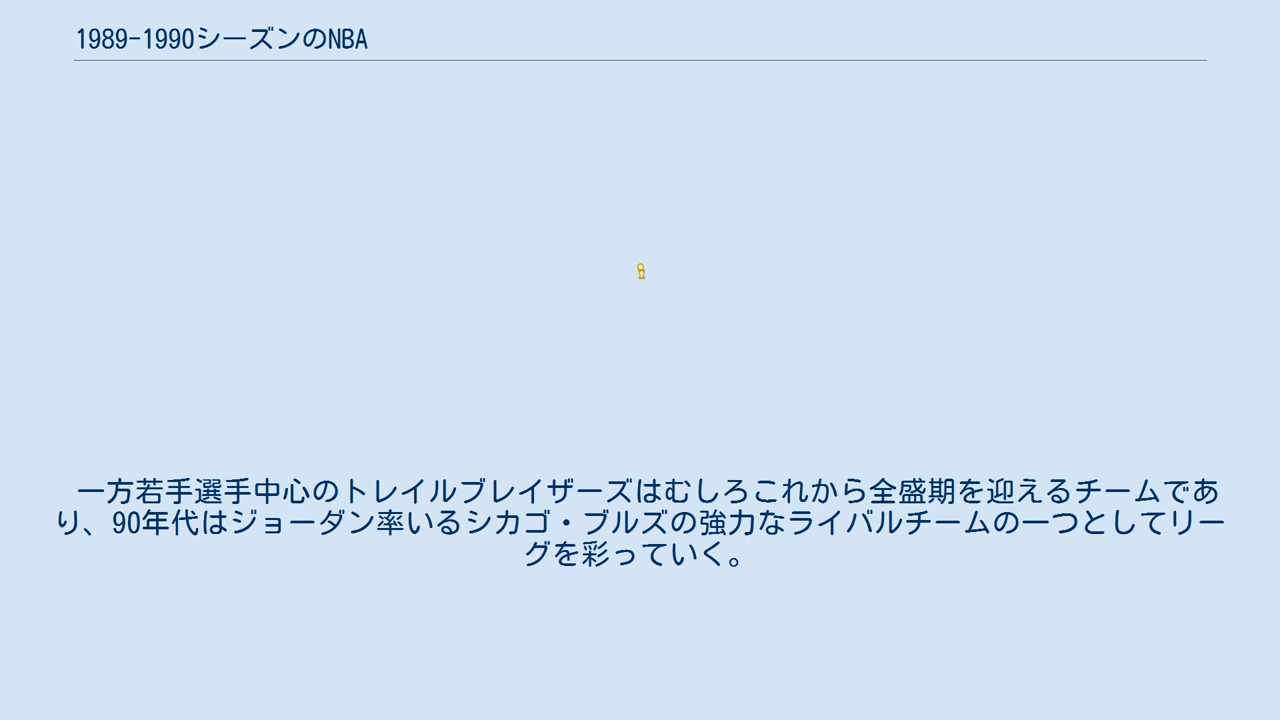 1989-1990シーズンのNBA
一方若手選手中心のトレイルブレイザーズはむしろこれから全盛期を迎えるチームであ
り、90年代はジョーダン率いるシカゴ・ブルズの強力なライバルチームの一つとしてリー
グを彩っていく。